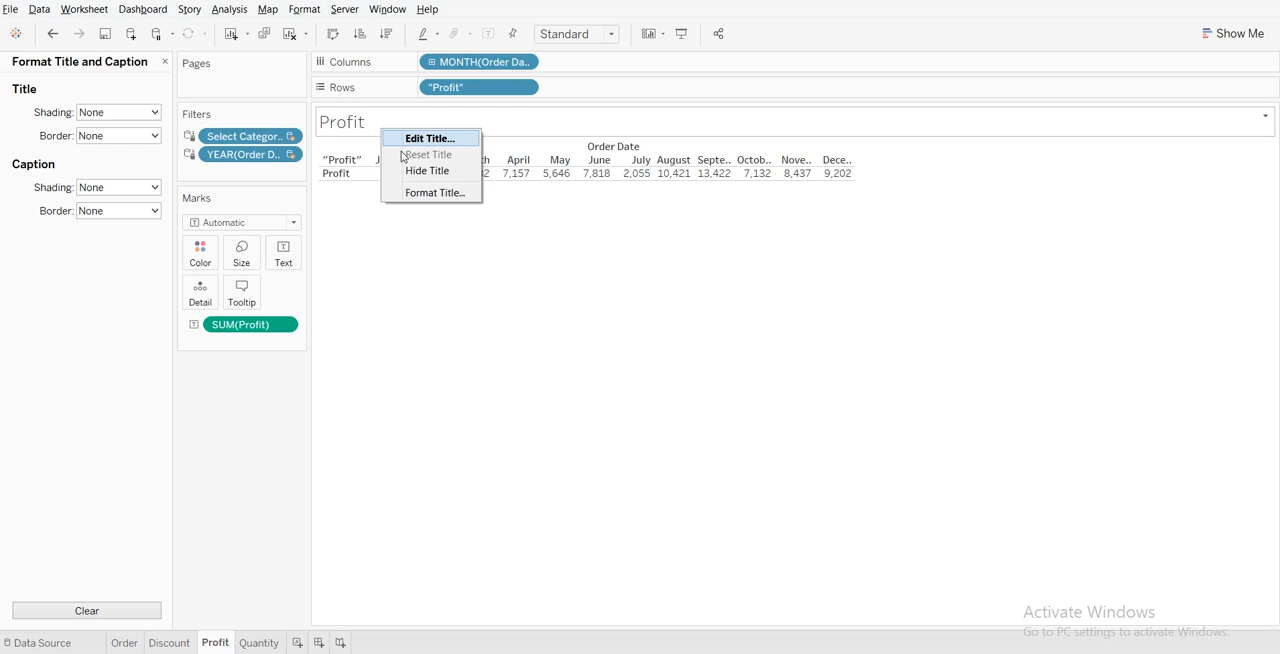 File Data Worksheet Dashboard Story Analysis Map Format Server Window Help
Standard
Show Me
Format Title and Caption
Title
Shading: None
Border: None
Caption
Shading: None
Border: None
Clear
Pages
Filters
Select Categor..
YEAR(Order D..
Marks
Automatic
Color Size Text
Detail Tooltip
SUM(Profit)
Columns MONTH(Order Da..
Rows "Profit"
Profit
Edit Title...
Reset Title
Hide Title
Format Title...
Order Date
"Profit" April May June July August Septe.. Octob.. Nove.. Dece..
Profit 7,157 5,646 7,818 2,055 10,421 13,422 7,132 8,437 9,202
Activate Windows
Go to PC settings to activate Windows.
Data Source Order Discount Profit Quantity